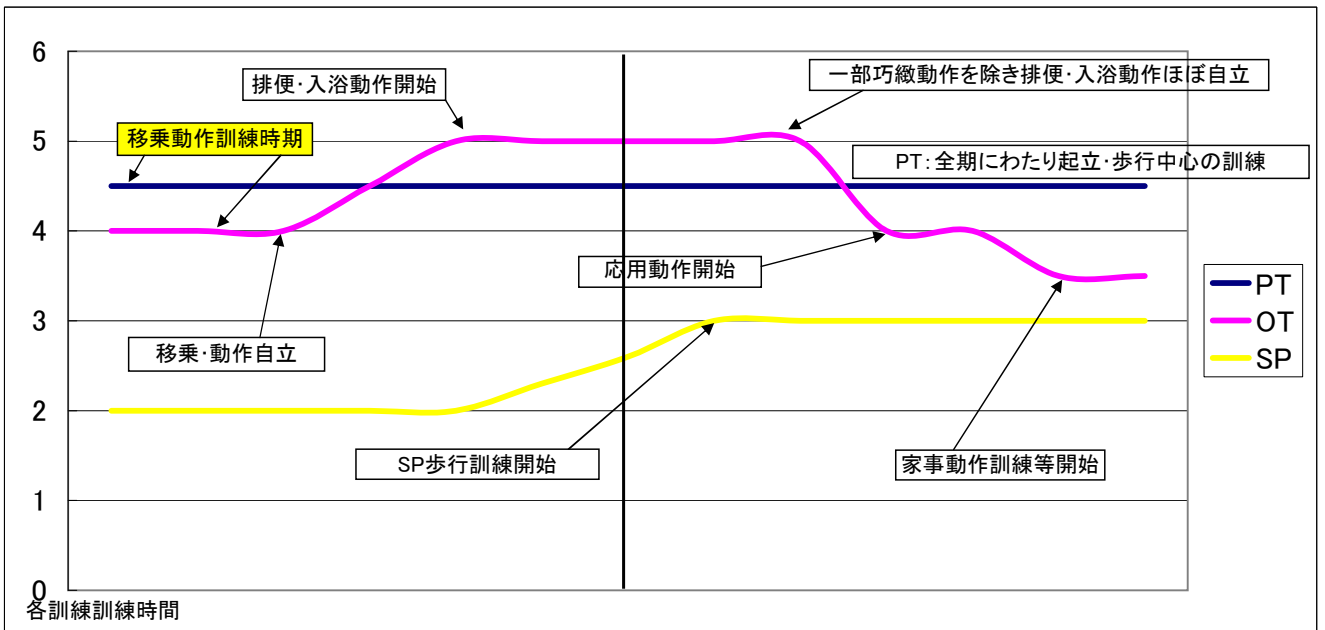 6
排便・入浴動作開始
一部巧緻動作を除き排便・入浴動作ほぼ自立
移乗動作訓練時期
5
PT：全期にわたり起立・歩行中心の訓練
4
応用動作開始
PT
OT
SP
3
移乗・動作自立
2
SP歩行訓練開始
家事動作訓練等開始
1
0
各訓練訓練時間